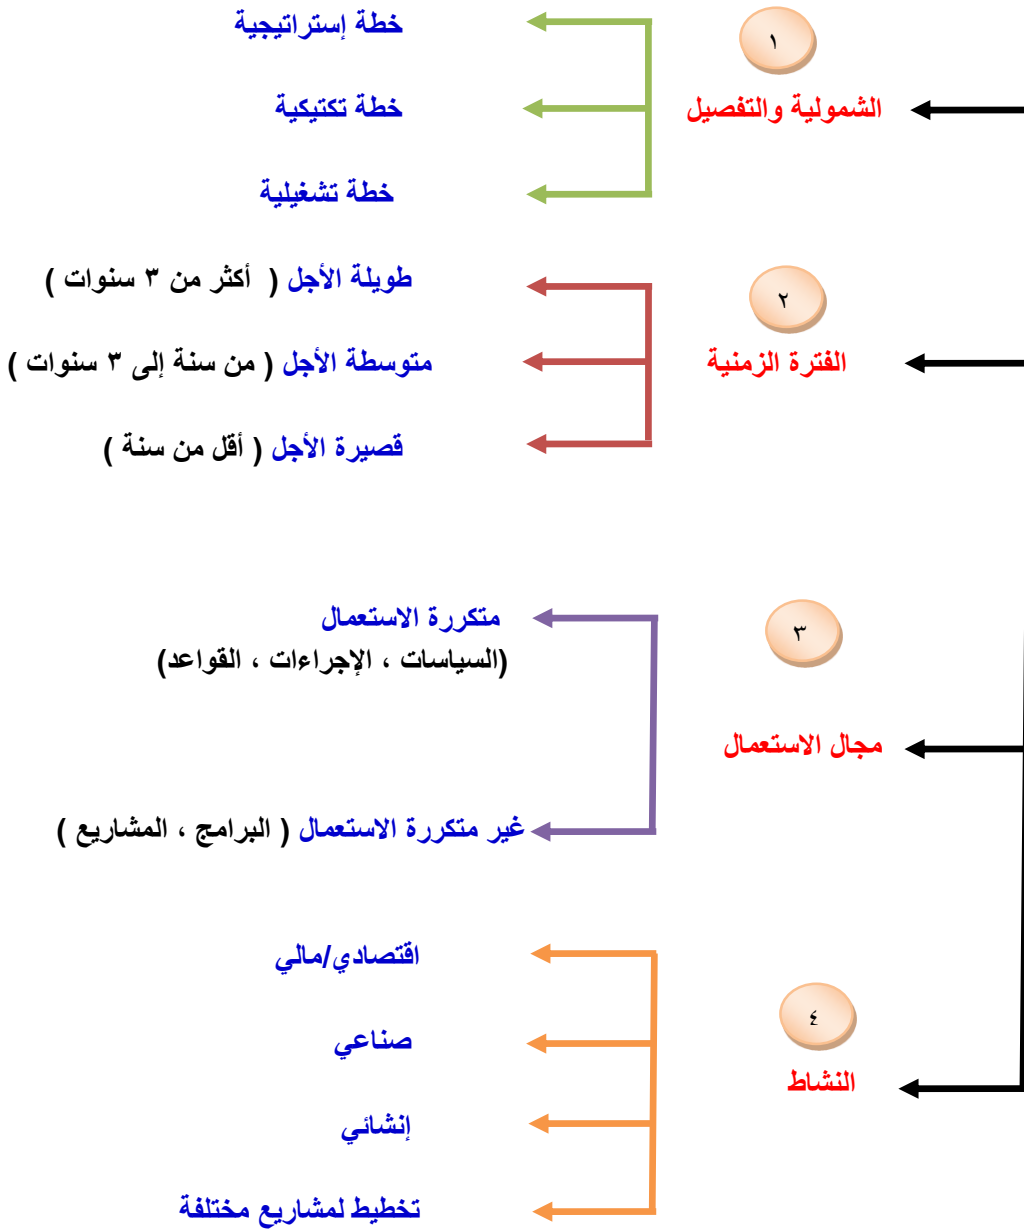 ١
الشمولية والتفصيل
خطة إستراتيجية
خطة تكتيكية
خطة تشغيلية
٢
الفترة الزمنية
طويلة الأجل ( أكثر من ٣ سنوات )
متوسطة الأجل ( من سنة إلى ٣ سنوات )
قصيرة الأجل ( أقل من سنة )
٣
مجال الاستعمال
متكررة الاستعمال
(السياسات ، الإجراءات ، القواعد)
غير متكررة الاستعمال ( البرامج ، المشاريع )
٤
النشاط
اقتصادي/مالي
صناعي
إنشائي
تخطيط لمشاريع مختلفة